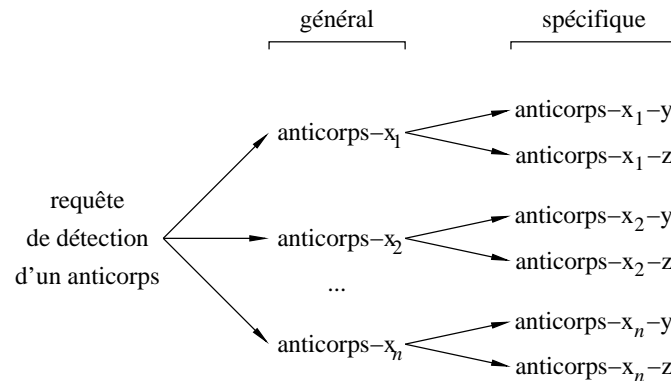 général spécifique
anticorps−x₁−y
anticorps−x₁
anticorps−x₁−z
requête
anticorps−x₂−y
de détection anticorps−x₂
anticorps−x₂−z
d'un anticorps
...
anticorps−xₙ−y
anticorps−xₙ
anticorps−xₙ−z